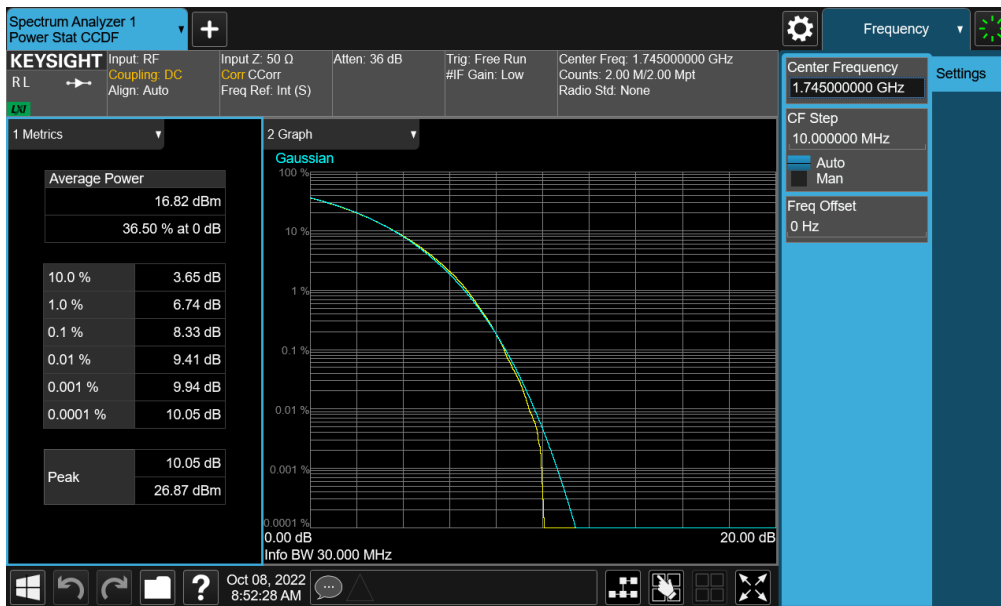 Spectrum Analyzer 1
Power Stat CCDF
+
Frequency
KEYSIGHT
RL
LXI
Input: RF
Coupling: DC
Align: Auto
Input Z: 50 Ω
Corr CCorr
Freq Ref: Int (S)
Atten: 36 dB
Trig: Free Run
#IF Gain: Low
Center Freq: 1.745000000 GHz
Counts: 2.00 M/2.00 Mpt
Radio Std: None
Center Frequency
1.745000000 GHz
Settings
CF Step
10.000000 MHz
Auto
Man
Freq Offset
0 Hz
1 Metrics
Average Power
16.82 dBm
36.50 % at 0 dB
10.0 % 3.65 dB
1.0 % 6.74 dB
0.1 % 8.33 dB
0.01 % 9.41 dB
0.001 % 9.94 dB
0.0001 % 10.05 dB
Peak
10.05 dB
26.87 dBm
2 Graph
Gaussian
100 %
10 %
1 %
0.1 %
0.01 %
0.001 %
0.0001 %
0.00 dB 20.00 dB
Info BW 30.000 MHz
?
Oct 08, 2022
8:52:28 AM